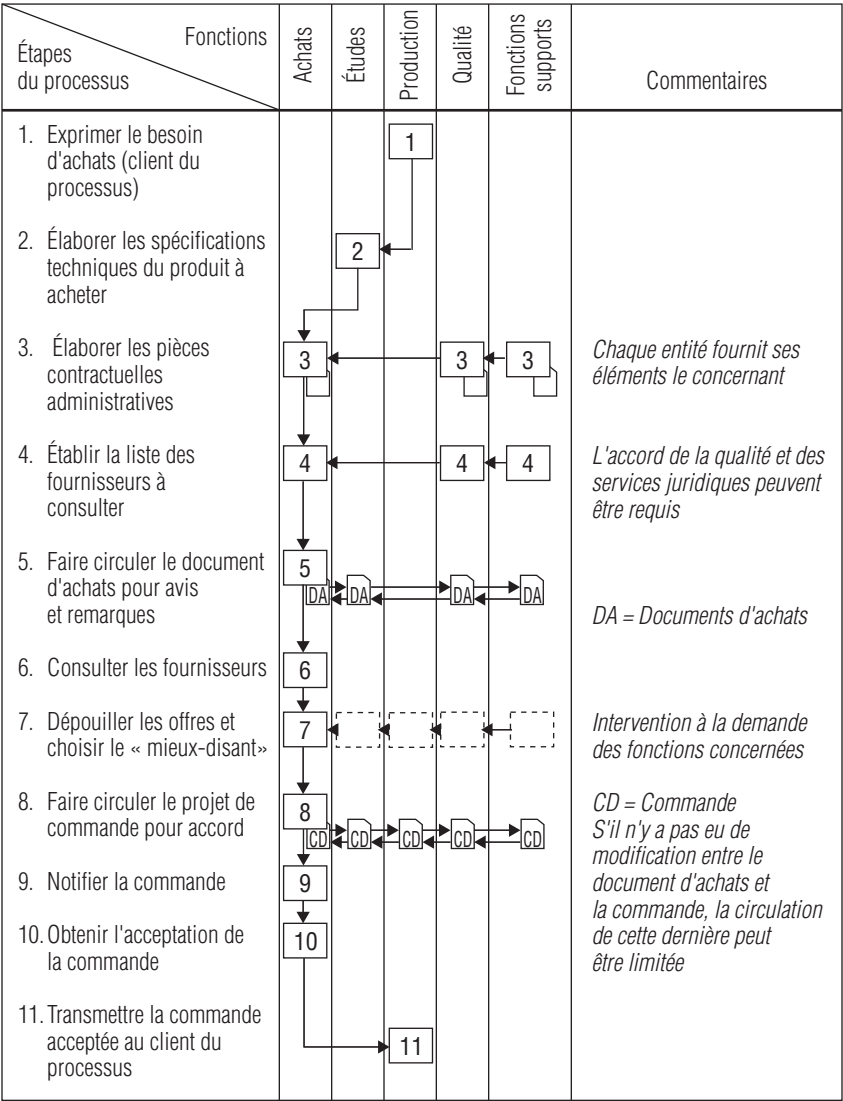 Fonctions
Étapes
du processus
Achats
Études
Production
Qualité
Fonctions
supports
Commentaires
1. Exprimer le besoin
d'achats (client du
processus)
1
2. Élaborer les spécifications
techniques du produit à
acheter
2
3. Élaborer les pièces
contractuelles
administratives
3
3
3
Chaque entité fournit ses
éléments le concernant
4. Établir la liste des
fournisseurs à
consulter
4
4
4
L'accord de la qualité et des
services juridiques peuvent
être requis
5. Faire circuler le document
d'achats pour avis
et remarques
5
DA
DA
DA
DA
DA = Documents d'achats
6. Consulter les fournisseurs
6
7. Dépouiller les offres et
choisir le « mieux-disant»
7
Intervention à la demande
des fonctions concernées
8. Faire circuler le projet de
commande pour accord
8
CD
CD
CD
CD
CD
CD = Commande
S'il n'y a pas eu de
modification entre le
document d'achats et
la commande, la circulation
de cette dernière peut
être limitée
9. Notifier la commande
9
10. Obtenir l'acceptation de
la commande
10
11. Transmettre la commande
acceptée au client du
processus
11